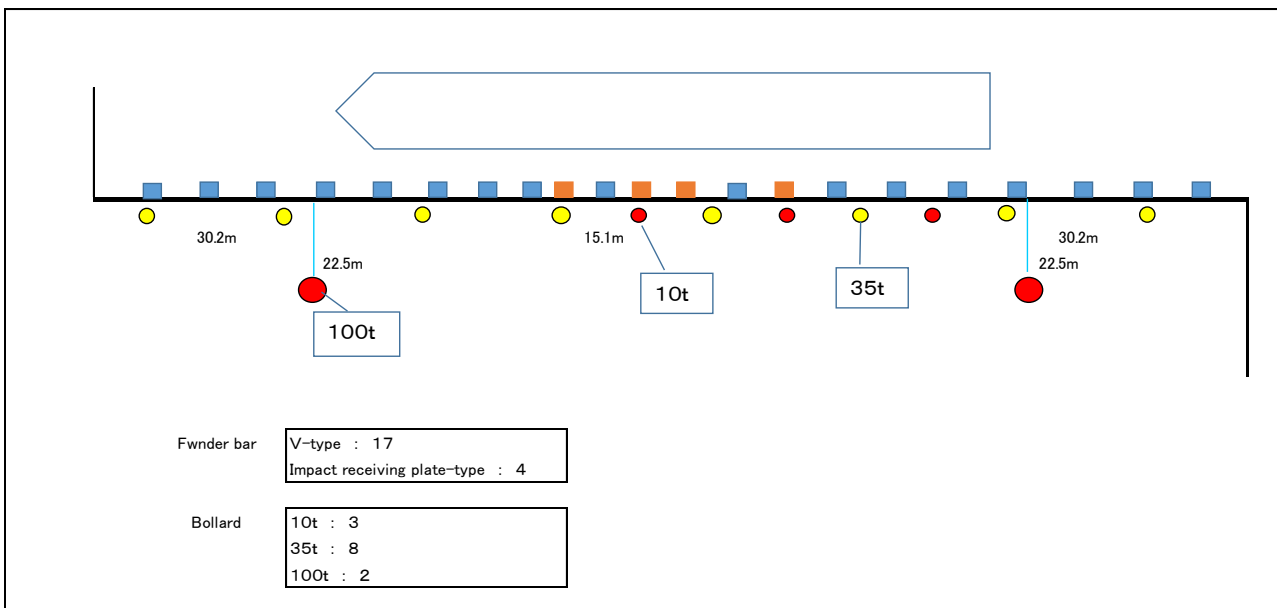 30.2m
15.1m
30.2m
22.5m
22.5m
10t
35t
100t
Fwnder bar
V-type : 17
Impact receiving plate-type : 4
Bollard
10t : 3
35t : 8
100t : 2